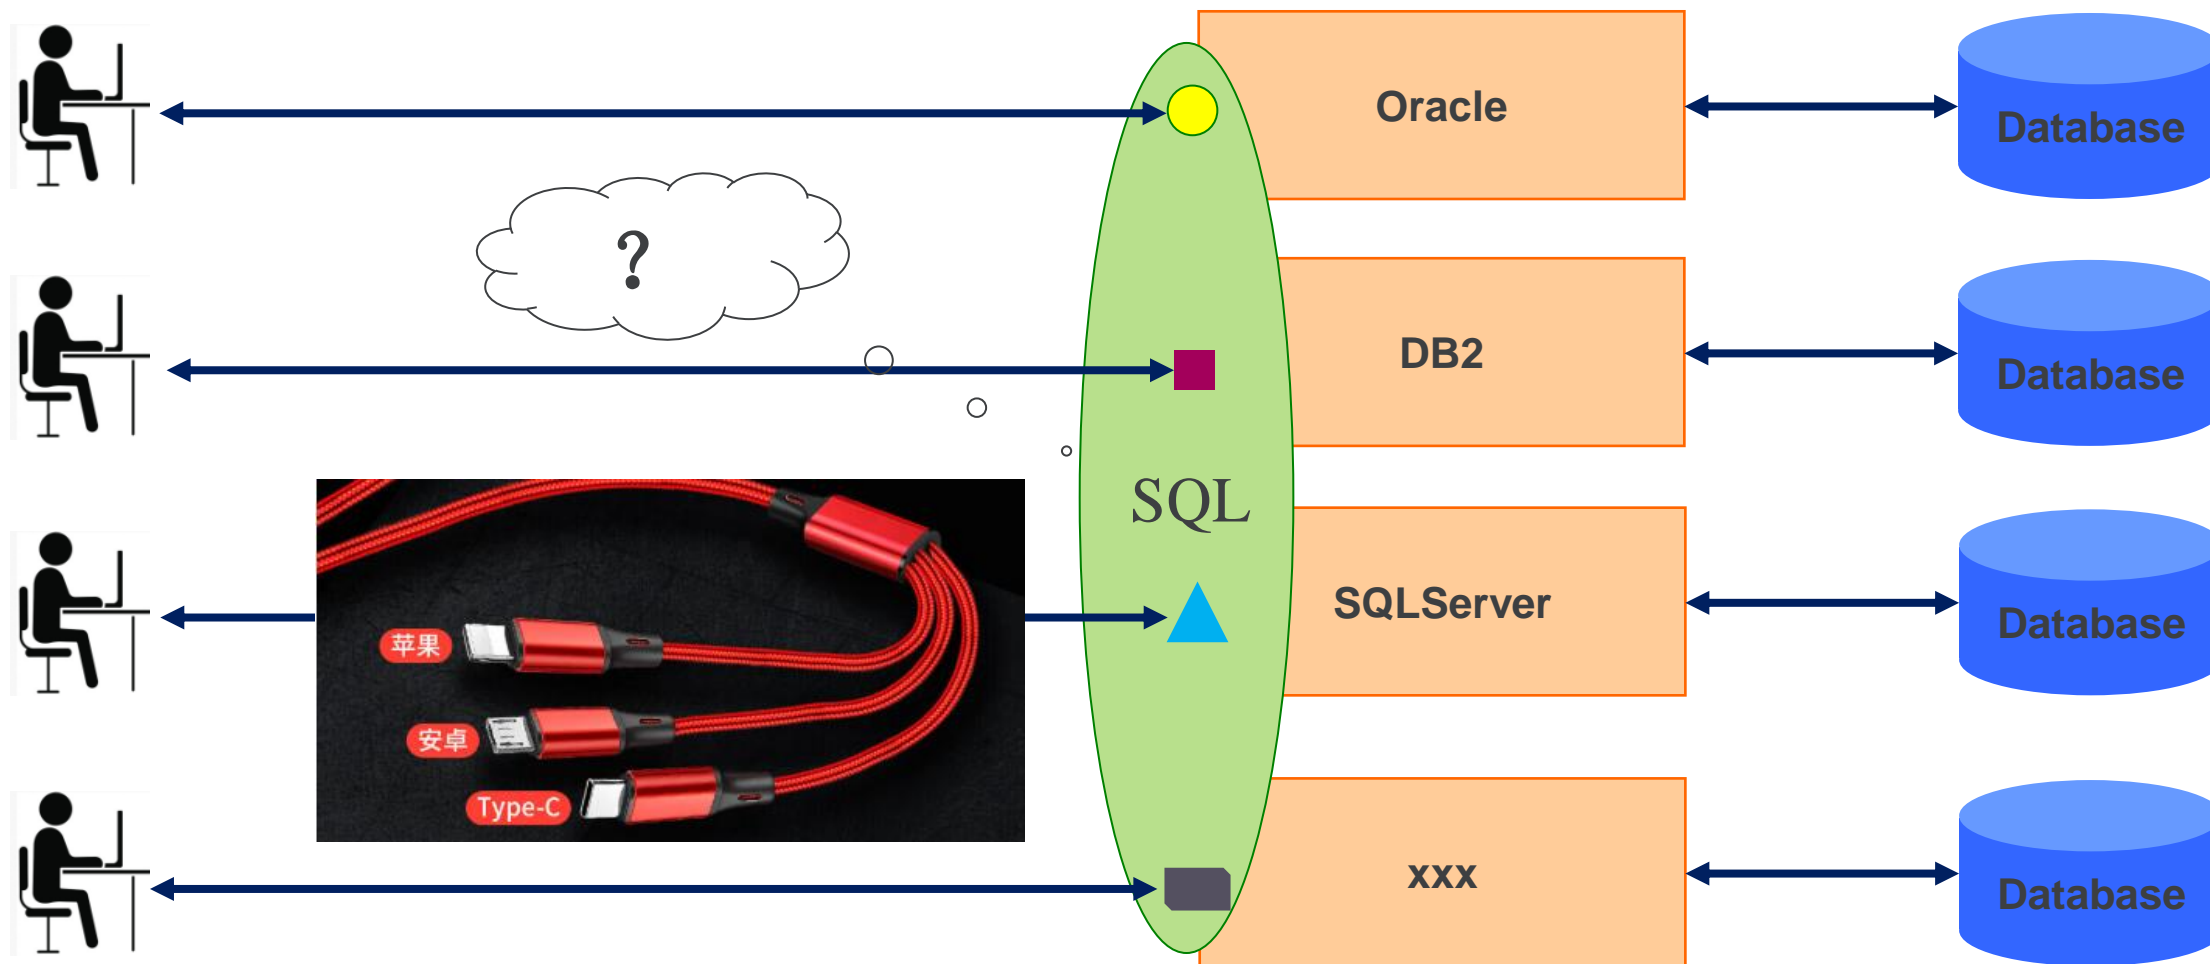 Oracle
Database
?
DB2
Database
SQL
SQLServer
Database
苹果
安卓
Type-C
xxx
Database